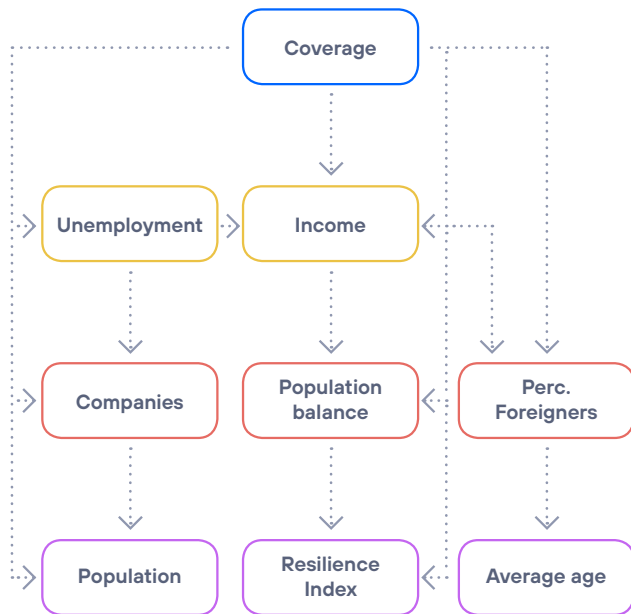 Coverage
Unemployment
Income
Companies
Population
balance
Perc.
Foreigners
Population
Resilience
Index
Average age